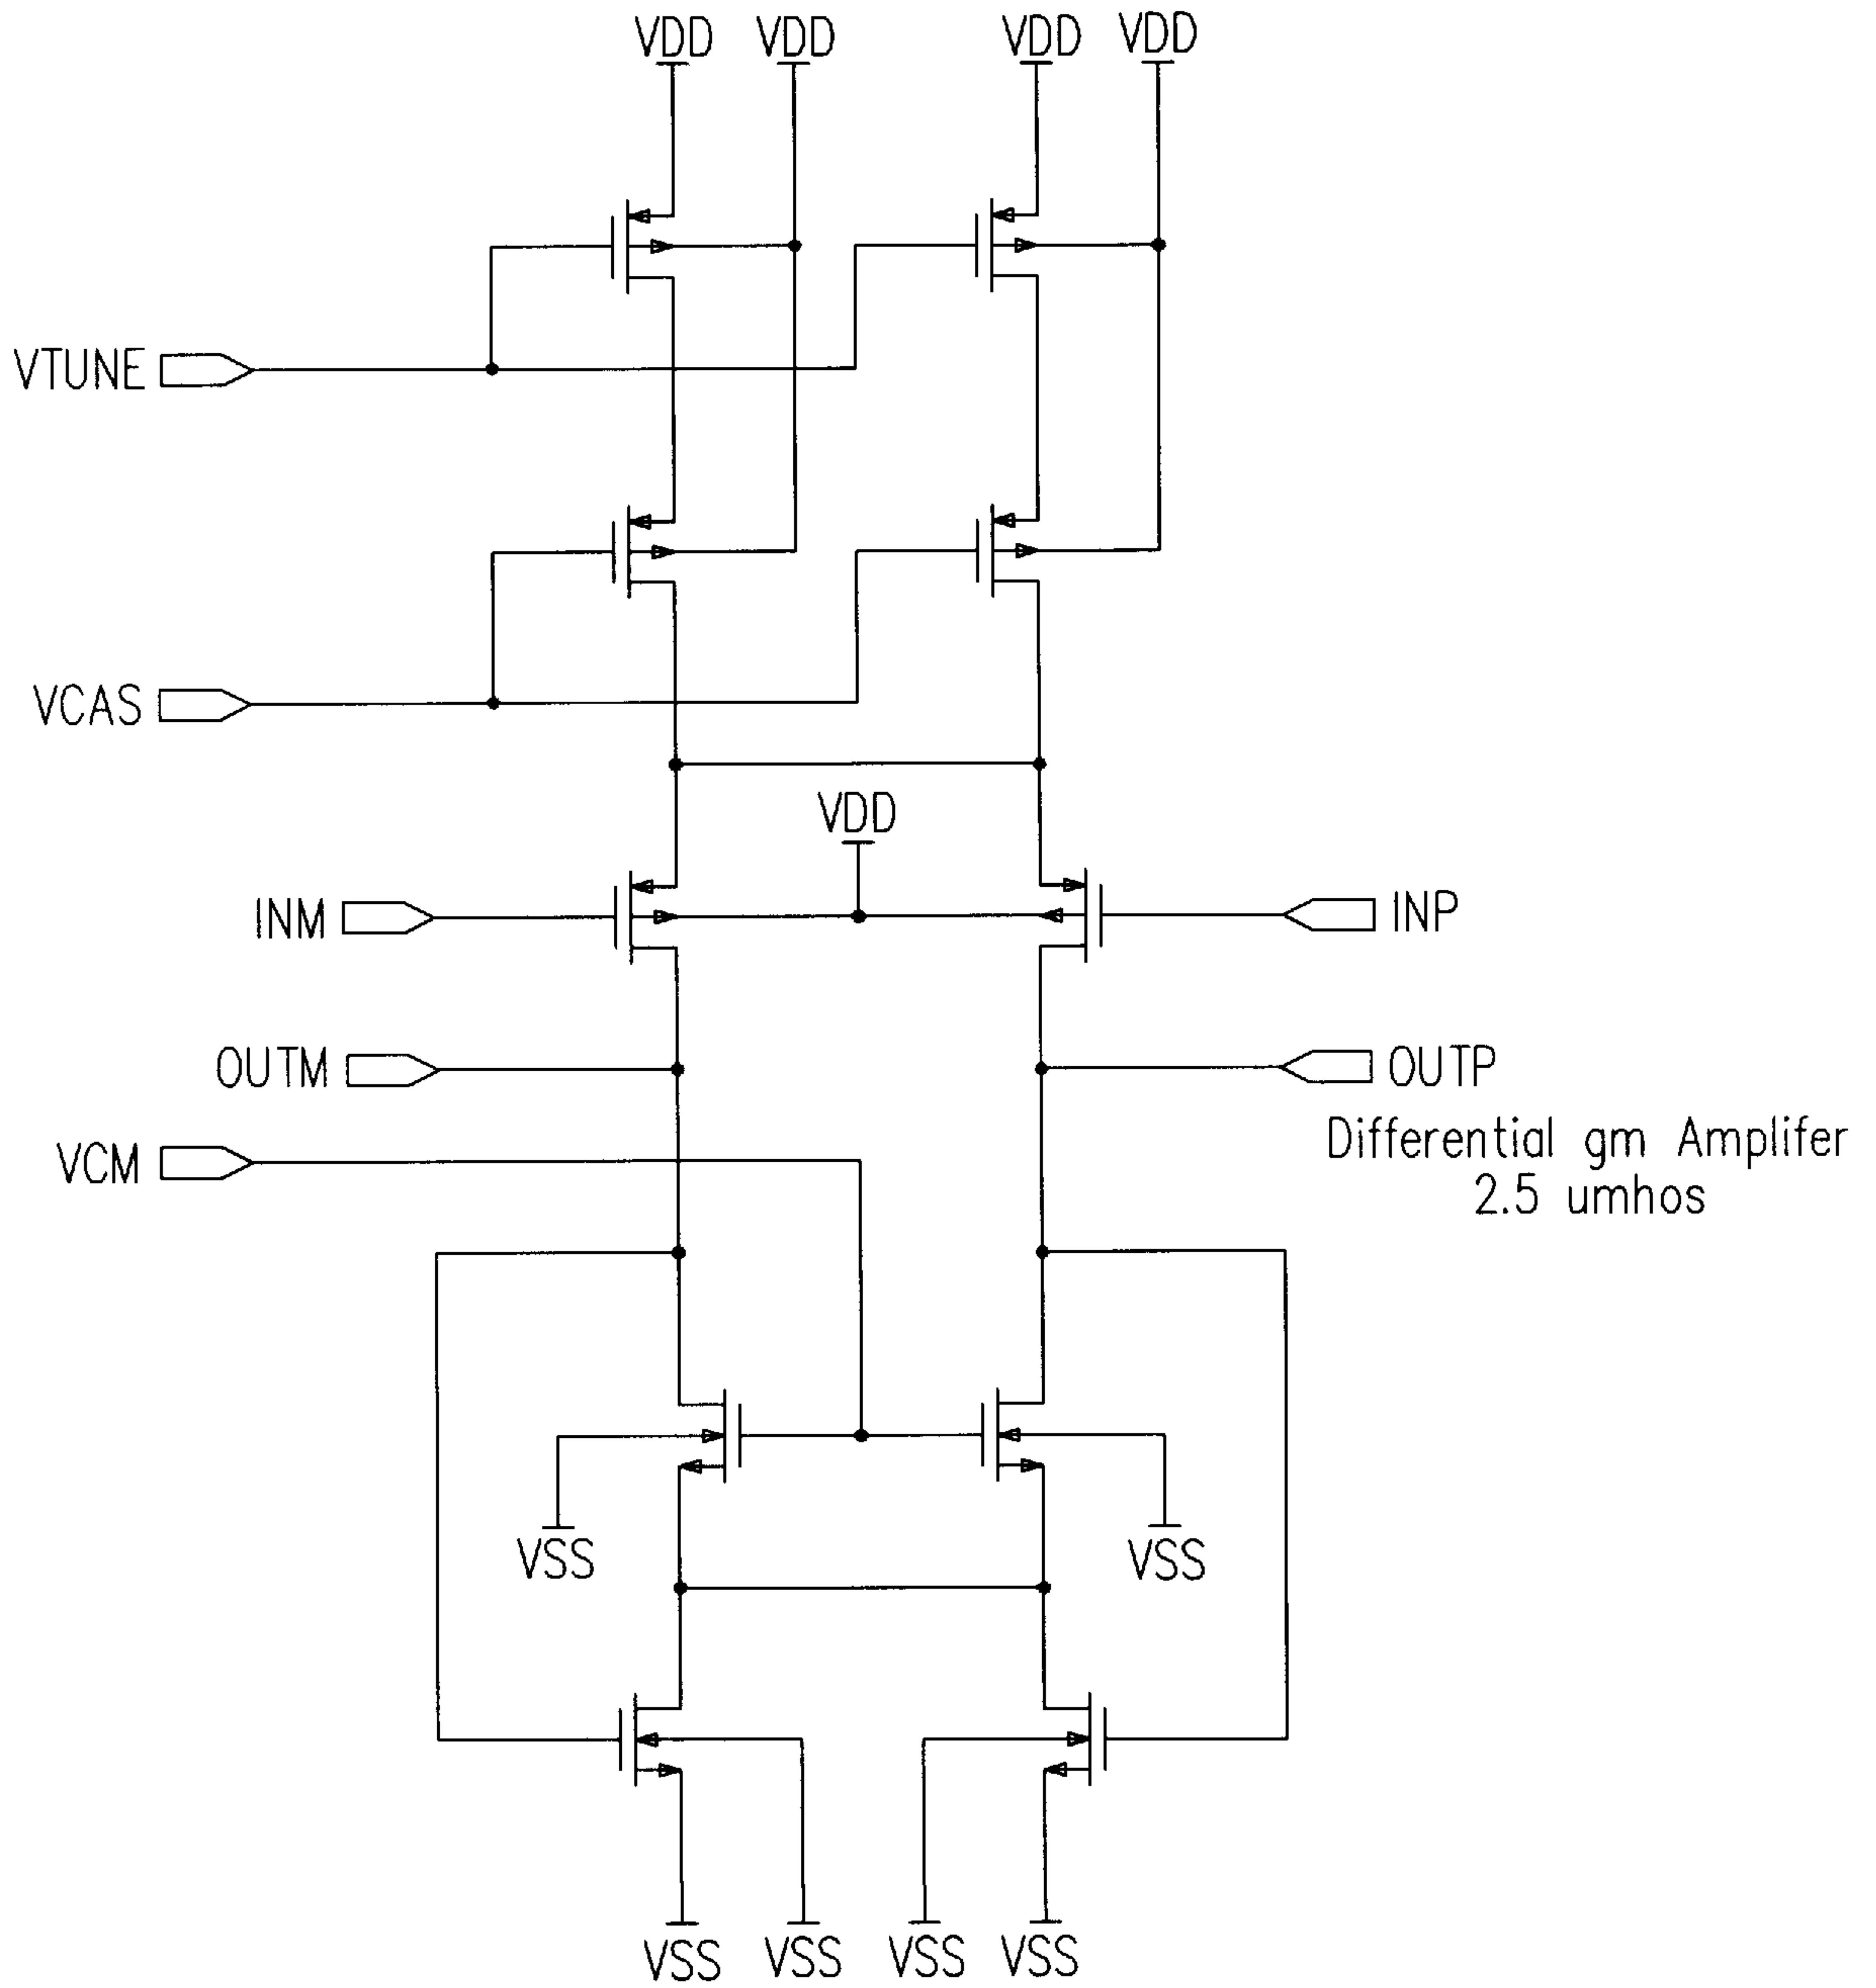 VDD VDD VDD VDD
VTUNE
VCAS
VDD
INM
INP
OUTM
OUTP
Differential gm Amplifer
2.5 umhos
VCM
VSS
VSS
VSS VSS VSS VSS